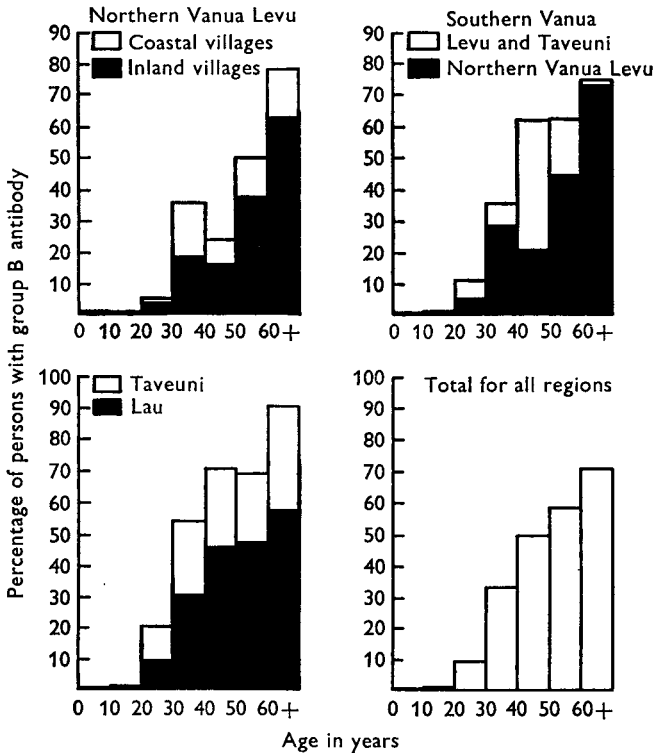 Percentage of persons with group B antibody
Northern Vanua Levu
Coastal villages
Inland villages
90
80
70
60
50
40
30
20
10
0 10 20 30 40 50 60+
Southern Vanua
Levu and Taveuni
Northern Vanua Levu
90
80
70
60
50
40
30
20
10
0 10 20 30 40 50 60+
Taveuni
Lau
100
90
80
70
60
50
40
30
20
10
0 10 20 30 40 50 60+
Total for all regions
100
90
80
70
60
50
40
30
20
10
0 10 20 30 40 50 60+
Age in years